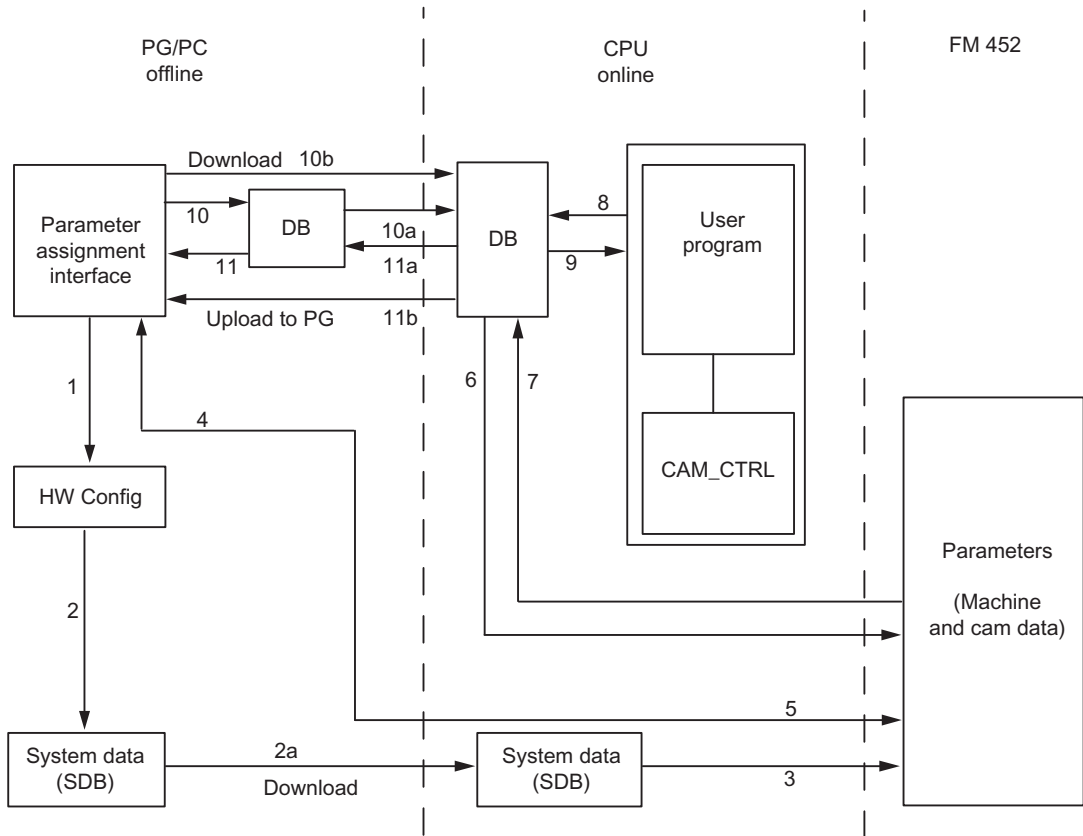 PG/PC
offline
CPU
online
FM 452
Download 10b
10
DB
10a
11
11a
Upload to PG
11b
Parameter
assignment
interface
DB
8
9
User
program
CAM_CTRL
1
4
6
7
HW Config
2
Parameters
(Machine
and cam data)
5
System data
(SDB)
2a
Download
System data
(SDB)
3